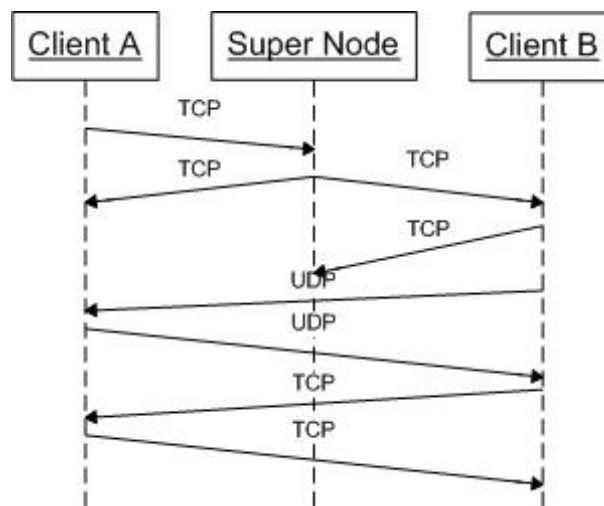 Client A Super Node Client B
TCP
TCP TCP
TCP
UDP
UDP
TCP
TCP